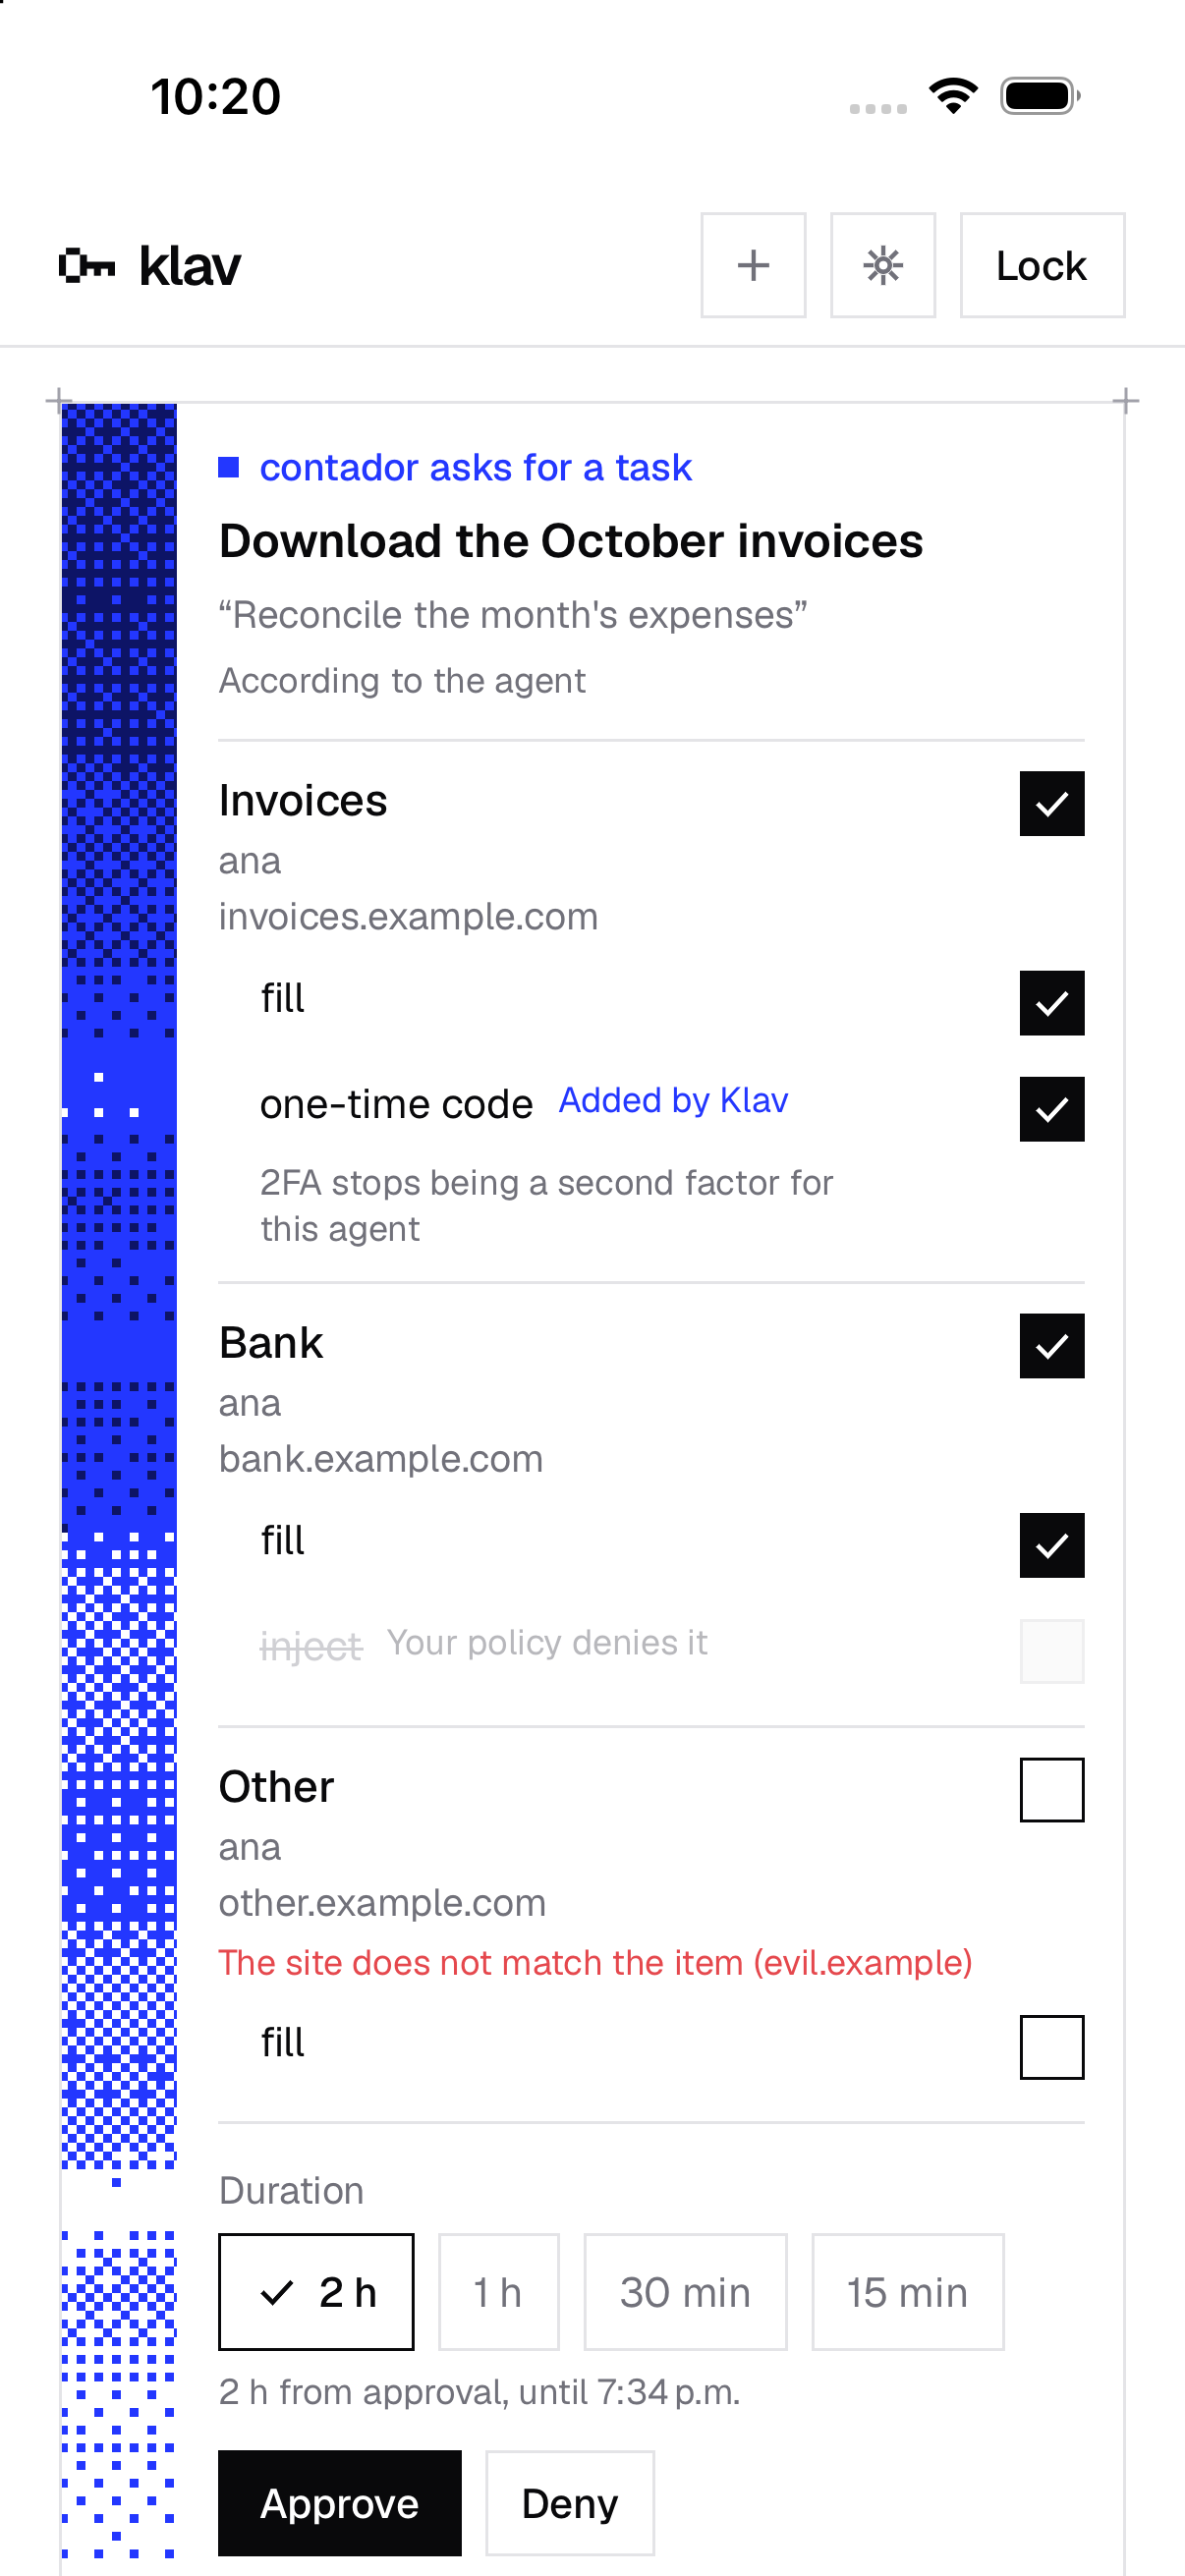 10:20
klav
Lock
contador asks for a task
Download the October invoices
“Reconcile the month's expenses”
According to the agent
Invoices
ana
invoices.example.com
fill
one-time code Added by Klav
2FA stops being a second factor for
this agent
Bank
ana
bank.example.com
fill
inject Your policy denies it
Other
ana
other.example.com
The site does not match the item (evil.example)
fill
Duration
2 h 1 h 30 min 15 min
2 h from approval, until 7:34 p.m.
Approve Deny